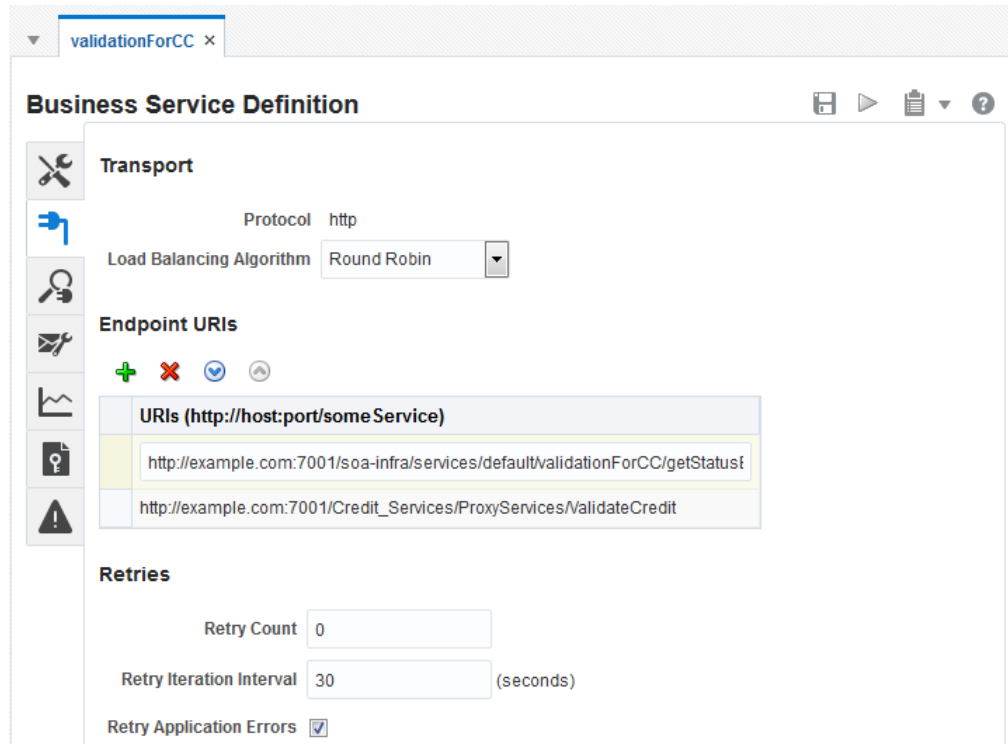 validationForCC ×
Business Service Definition
Transport
Protocol http
Load Balancing Algorithm Round Robin
Endpoint URIs
URIs (http://host:port/someService)
http://example.com:7001/soa-infra/services/default/validationForCC/getStatusE
http://example.com:7001/Credit_Services/ProxyServices/ValidateCredit
Retries
Retry Count 0
Retry Iteration Interval 30 (seconds)
Retry Application Errors